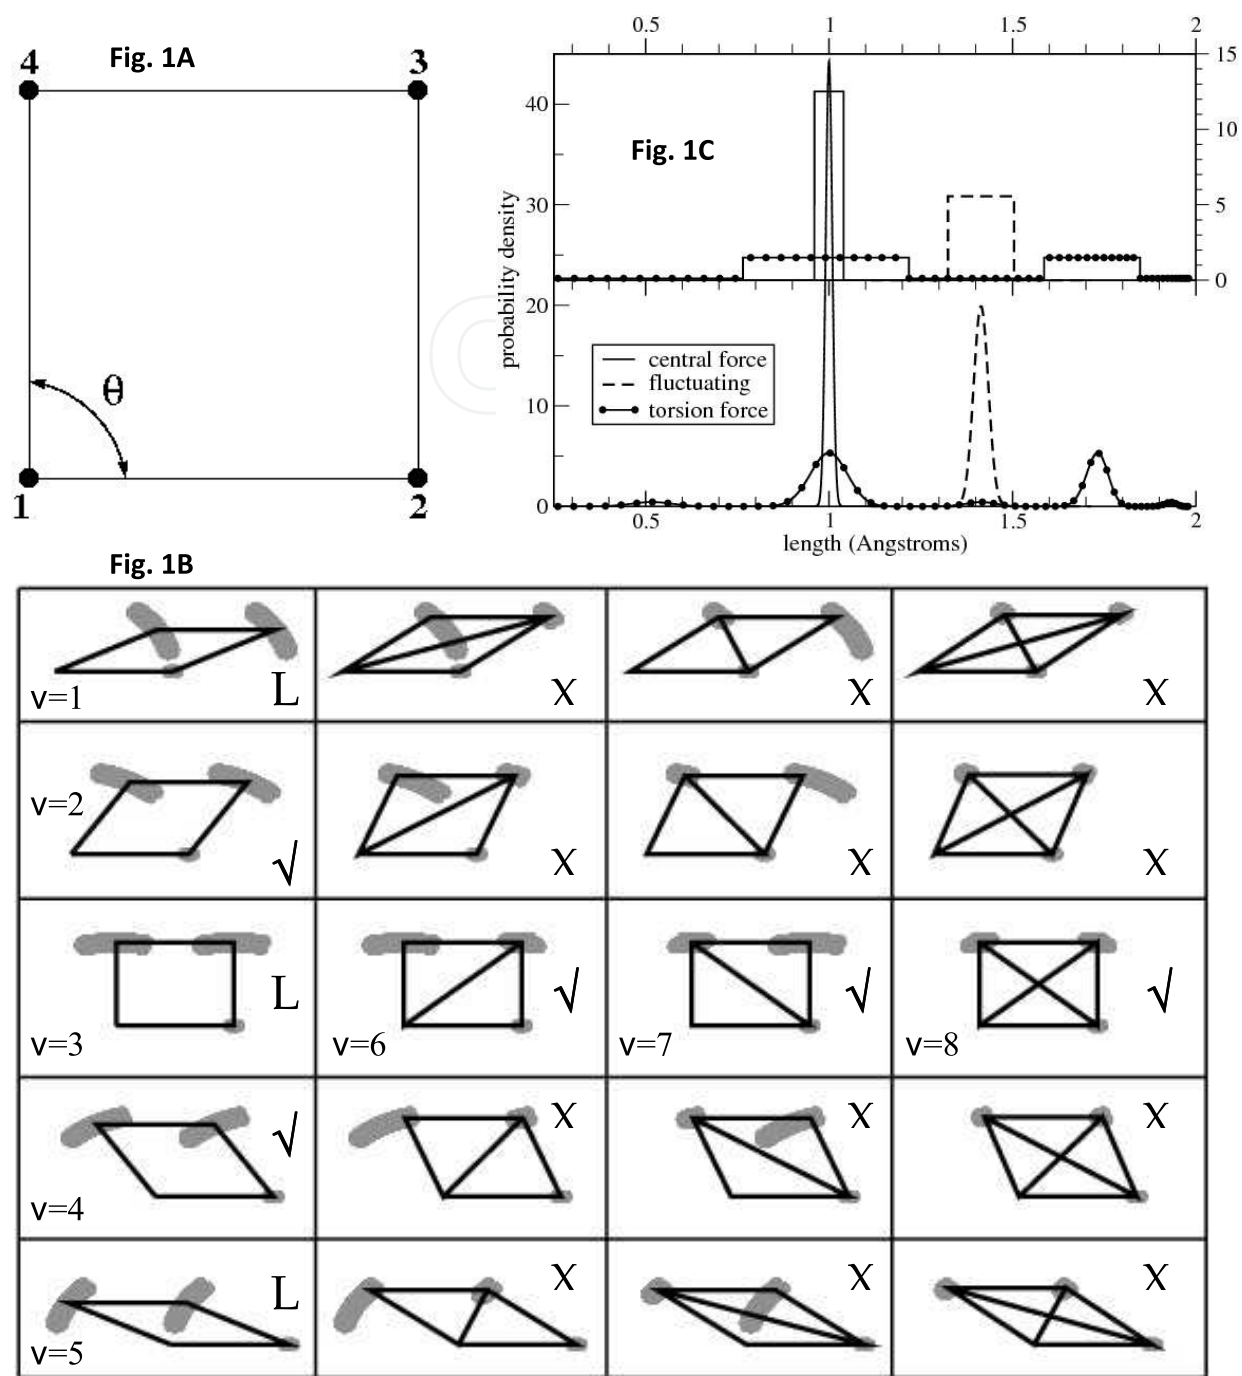 Fig. 1A
4
3
θ
1
2
0.5
1
1.5
2
Fig. 1C
40
30
20
10
0
15
10
5
0
probability density
central force
fluctuating
torsion force
0.5
1
1.5
2
length (Angstroms)
Fig. 1B
v=1
L
X
X
X
v=2
√
X
X
X
v=3
L
v=6
√
v=7
√
v=8
√
v=4
√
X
X
X
v=5
L
X
X
X